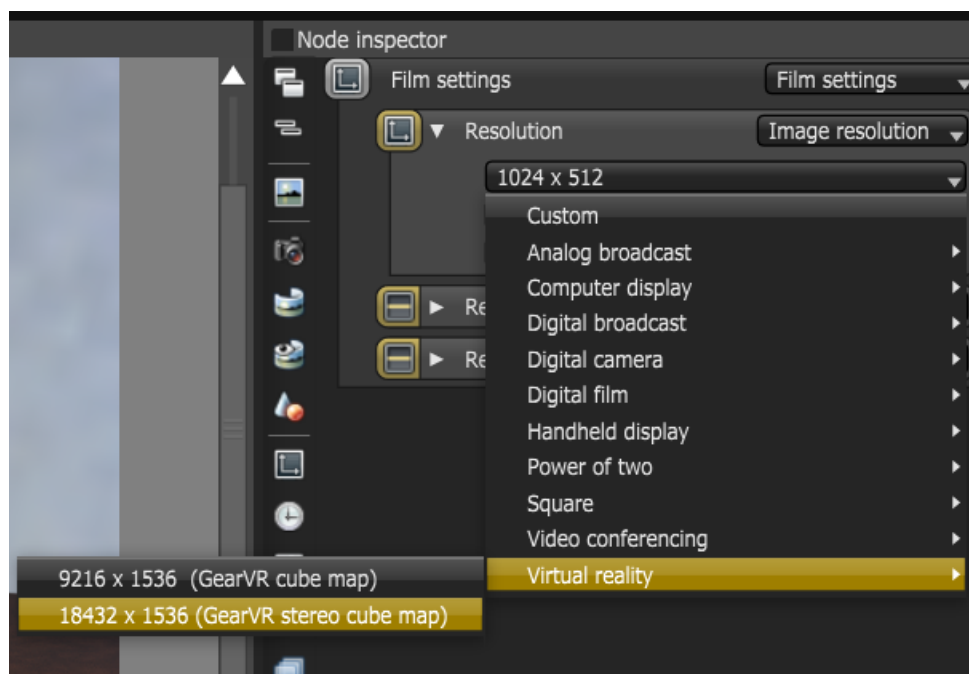 Node inspector
Film settings Film settings
Resolution Image resolution
1024 x 512
Custom
Analog broadcast
Computer display
Re
Digital broadcast
Re
Digital camera
Digital film
Handheld display
Power of two
Square
Video conferencing
Virtual reality
9216 x 1536 (GearVR cube map)
18432 x 1536 (GearVR stereo cube map)